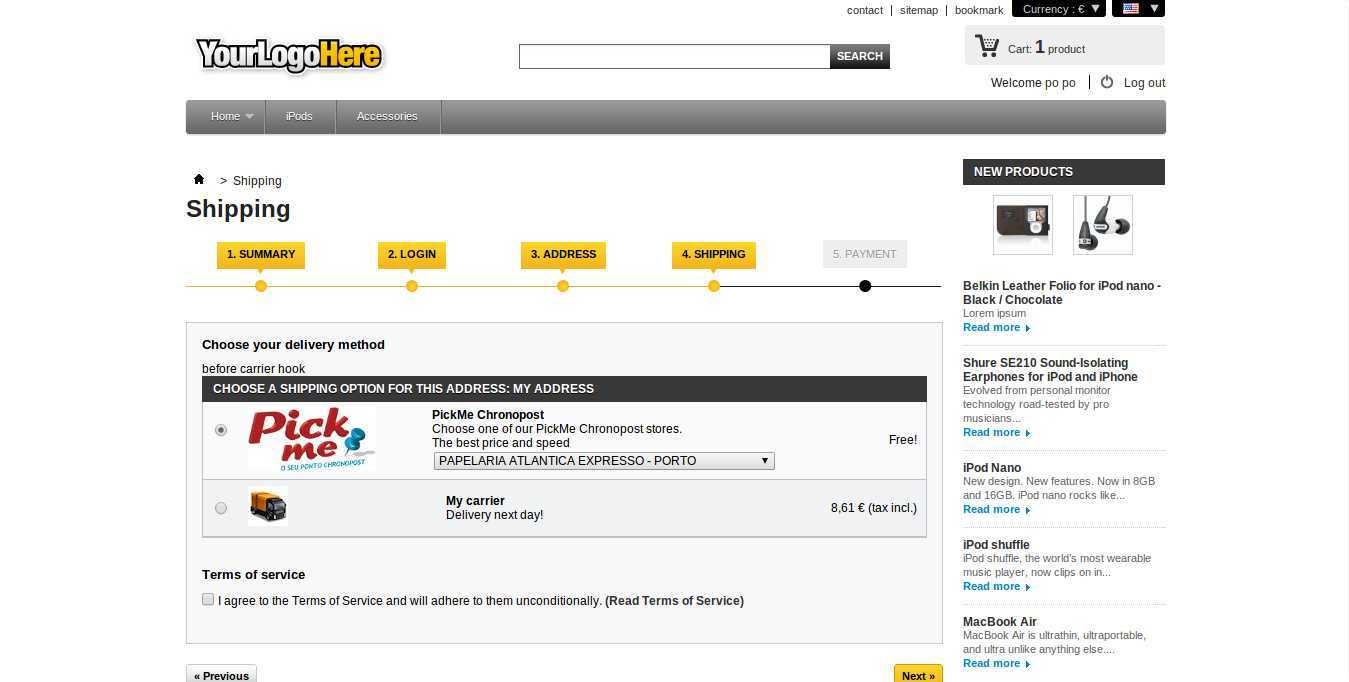 contact | sitemap | bookmark Currency : €
YourLogoHere
SEARCH
Cart: 1 product
Welcome po po Log out
Home iPods Accessories
> Shipping
Shipping
1. SUMMARY 2. LOGIN 3. ADDRESS 4. SHIPPING 5. PAYMENT
Choose your delivery method
before carrier hook
CHOOSE A SHIPPING OPTION FOR THIS ADDRESS: MY ADDRESS
Pick
me
O SEU PONTO CHRONOPOST
PickMe Chronopost
Choose one of our PickMe Chronopost stores.
The best price and speed
PAPELARIA ATLANTICA EXPRESSO - PORTO
Free!
My carrier
Delivery next day!
8,61 € (tax incl.)
Terms of service
I agree to the Terms of Service and will adhere to them unconditionally. (Read Terms of Service)
« Previous
Next »
NEW PRODUCTS
Belkin Leather Folio for iPod nano -
Black / Chocolate
Lorem ipsum
Read more
Shure SE210 Sound-Isolating
Earphones for iPod and iPhone
Evolved from personal monitor
technology road-tested by pro
musicians...
Read more
iPod Nano
New design. New features. Now in 8GB
and 16GB. iPod nano rocks like...
Read more
iPod shuffle
iPod shuffle, the world's most wearable
music player, now clips on in...
Read more
MacBook Air
MacBook Air is ultrathin, ultraportable,
and ultra unlike anything else....
Read more